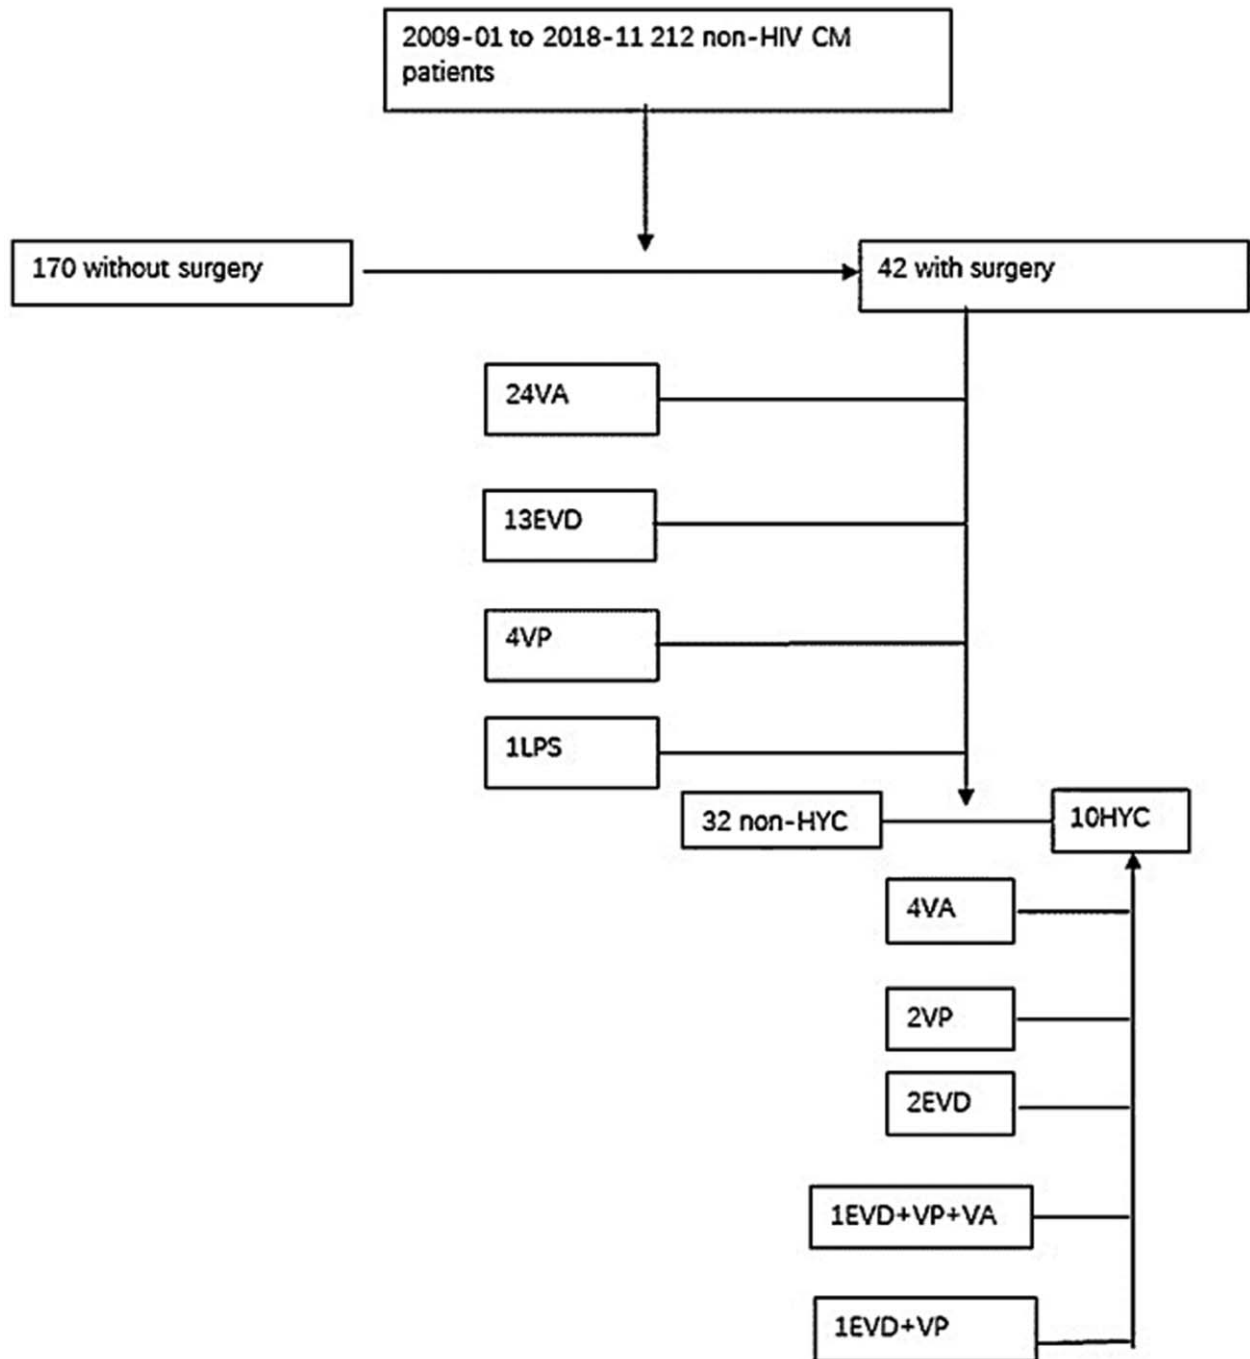 2009-01 to 2018-11 212 non-HIV CM
patients
170 without surgery
42 with surgery
24VA
13EVD
4VP
1LPS
32 non-HYC
10HYC
4VA
2VP
2EVD
1EVD+VP+VA
1EVD+VP